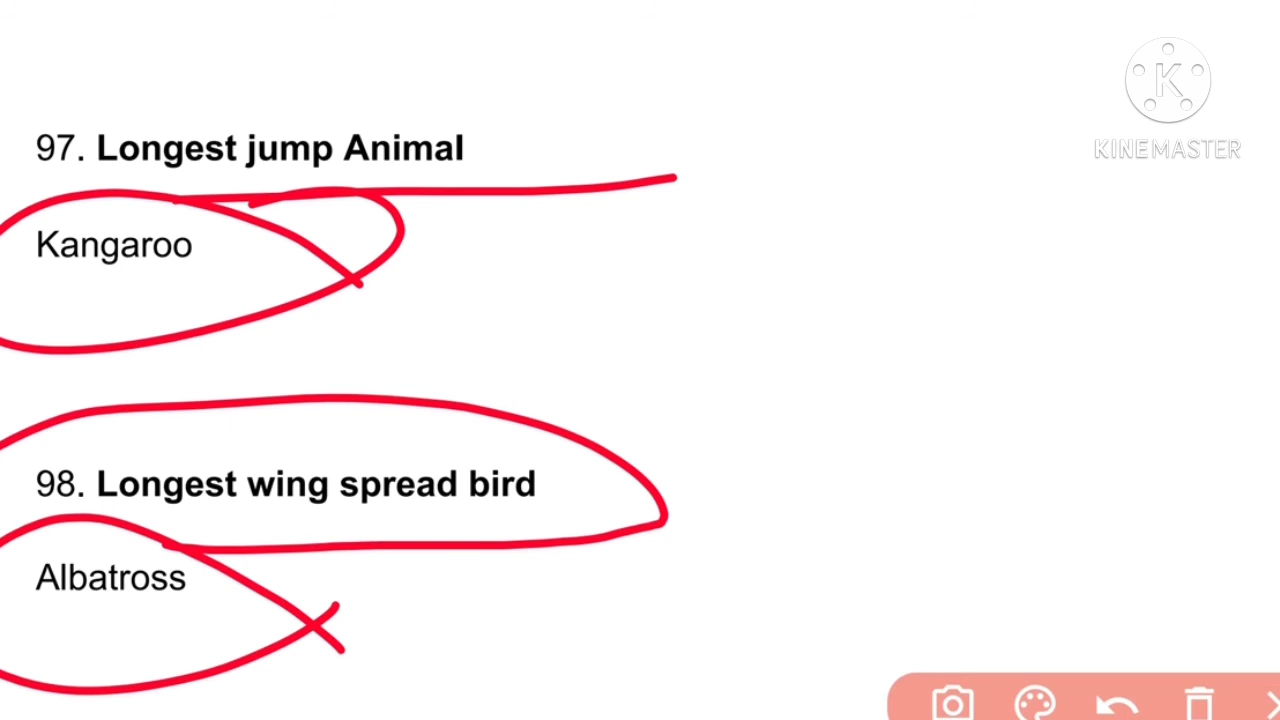 97. Longest jump Animal
Kangaroo
98. Longest wing spread bird
Albatross
K
KINEMASTER